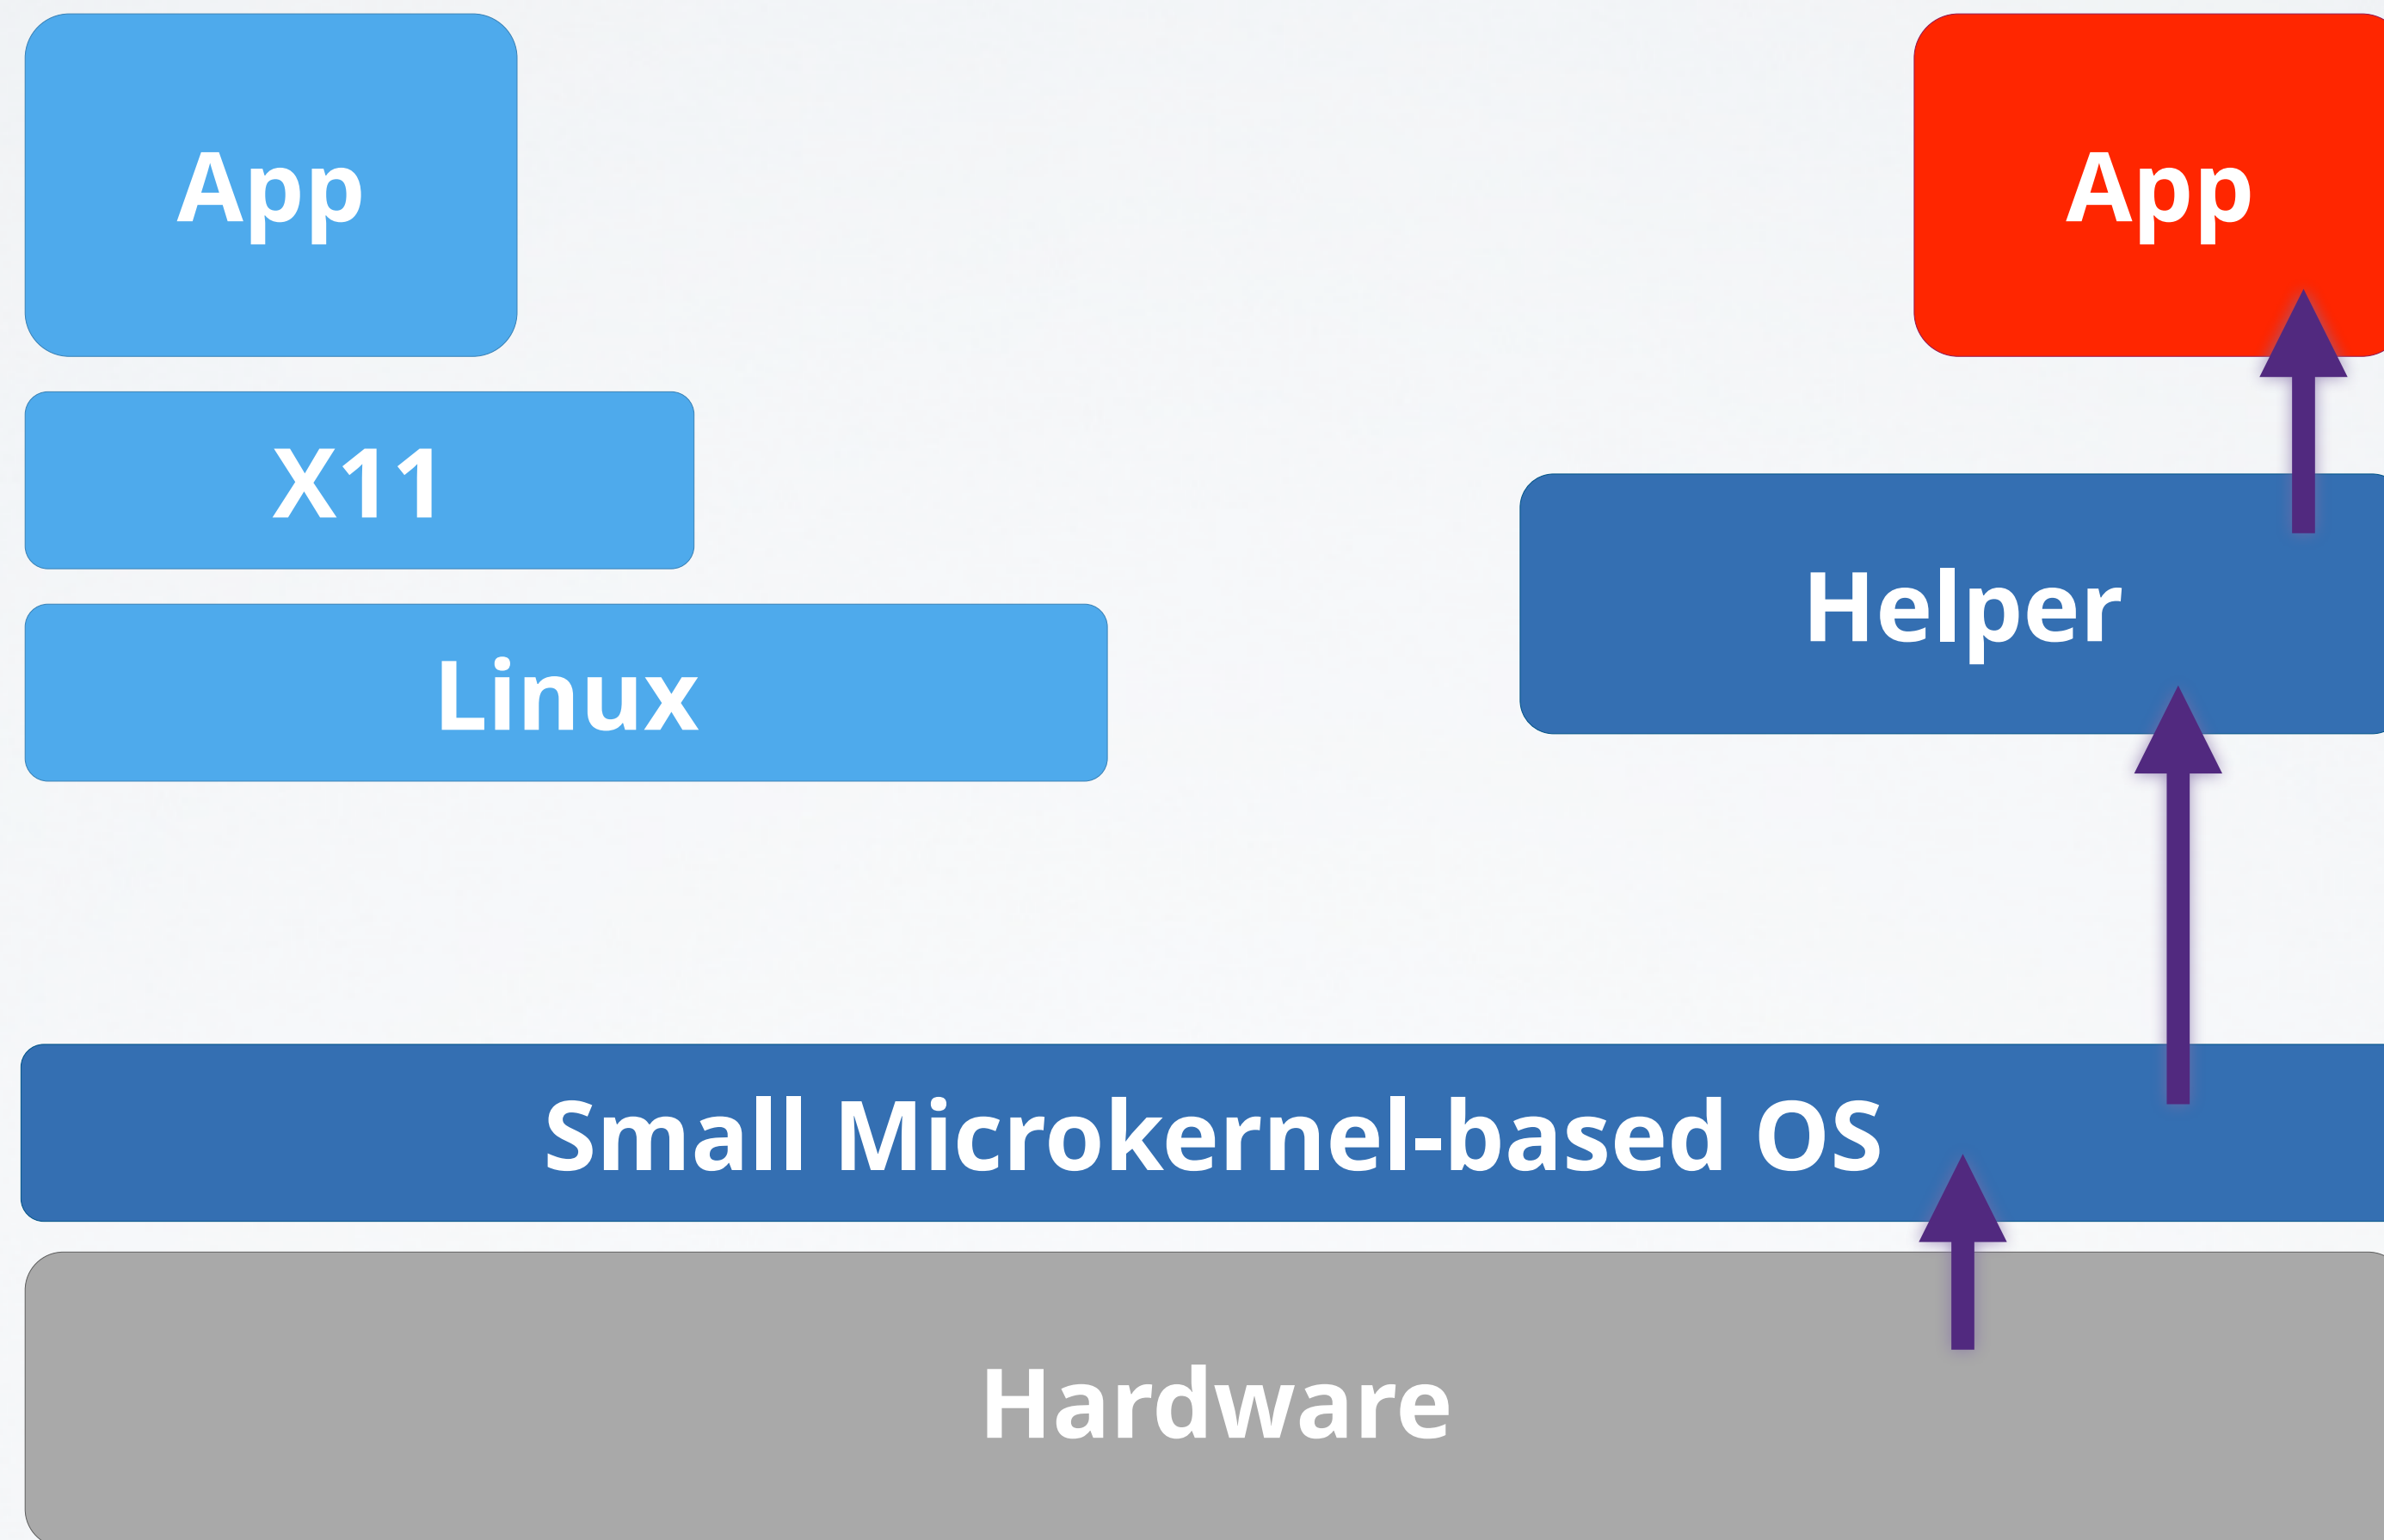 App
App
X11
Helper
Linux
Small Microkernel-based OS
Hardware